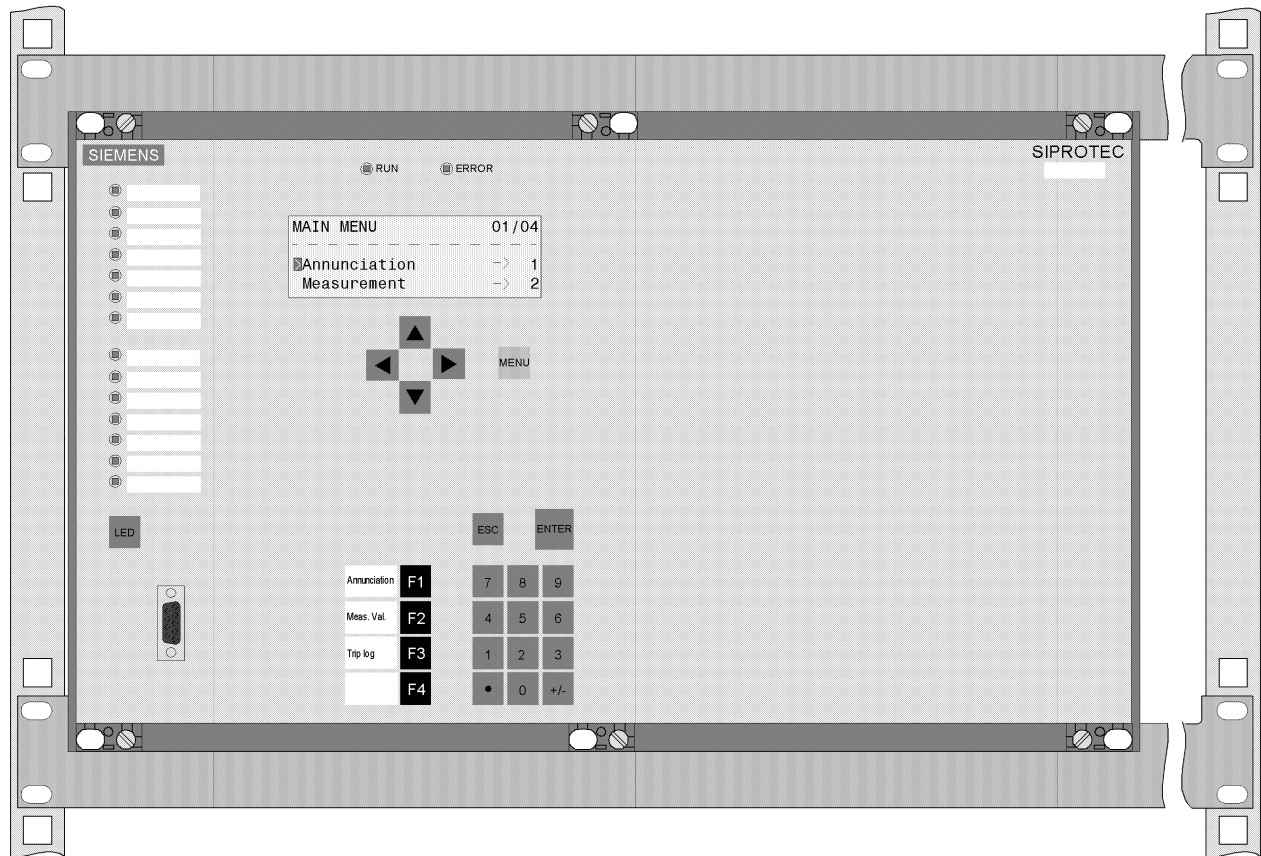 SIEMENS
SIPROTEC
RUN
ERROR
MAIN MENU 01/04
Annunciation -> 1
Measurement -> 2
MENU
LED
ESC
ENTER
Annunciation F1
7 8 9
Meas. Val. F2
4 5 6
Trip log F3
1 2 3
F4
• 0 +/-